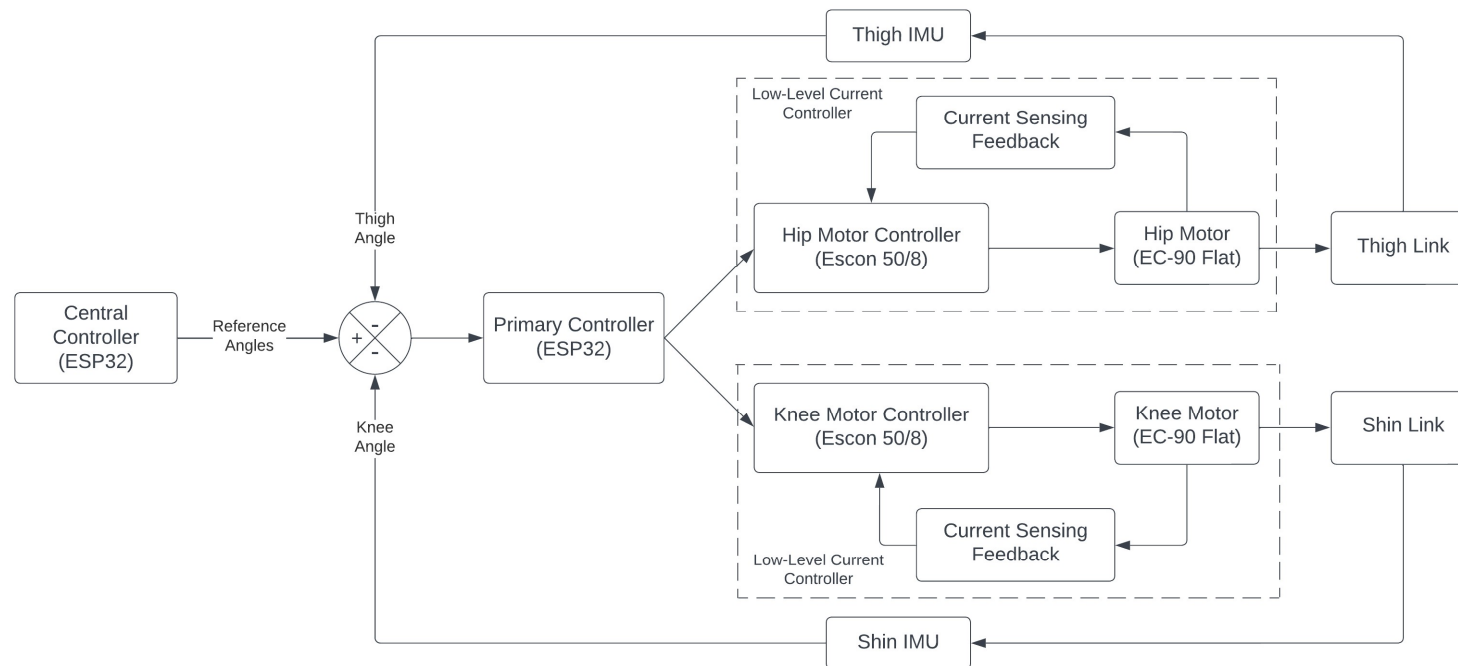 Thigh IMU
Low-Level Current
Controller
Current Sensing
Feedback
Thigh
Angle
Hip Motor Controller
(Escon 50/8)
Hip Motor
(EC-90 Flat)
Thigh Link
Central
Controller
(ESP32)
Reference
Angles
-
+
-
Primary Controller
(ESP32)
Knee
Angle
Knee Motor Controller
(Escon 50/8)
Knee Motor
(EC-90 Flat)
Shin Link
Current Sensing
Feedback
Low-Level Current
Controller
Shin IMU